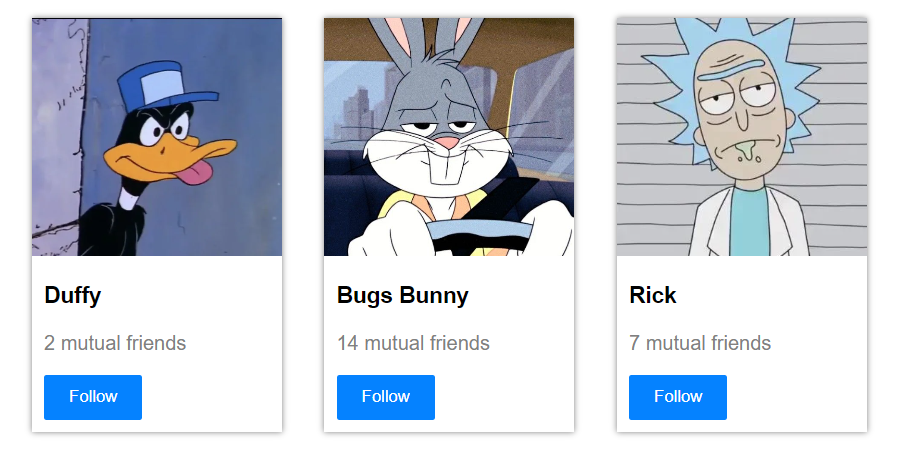 Duffy
2 mutual friends
Follow
Bugs Bunny
14 mutual friends
Follow
Rick
7 mutual friends
Follow